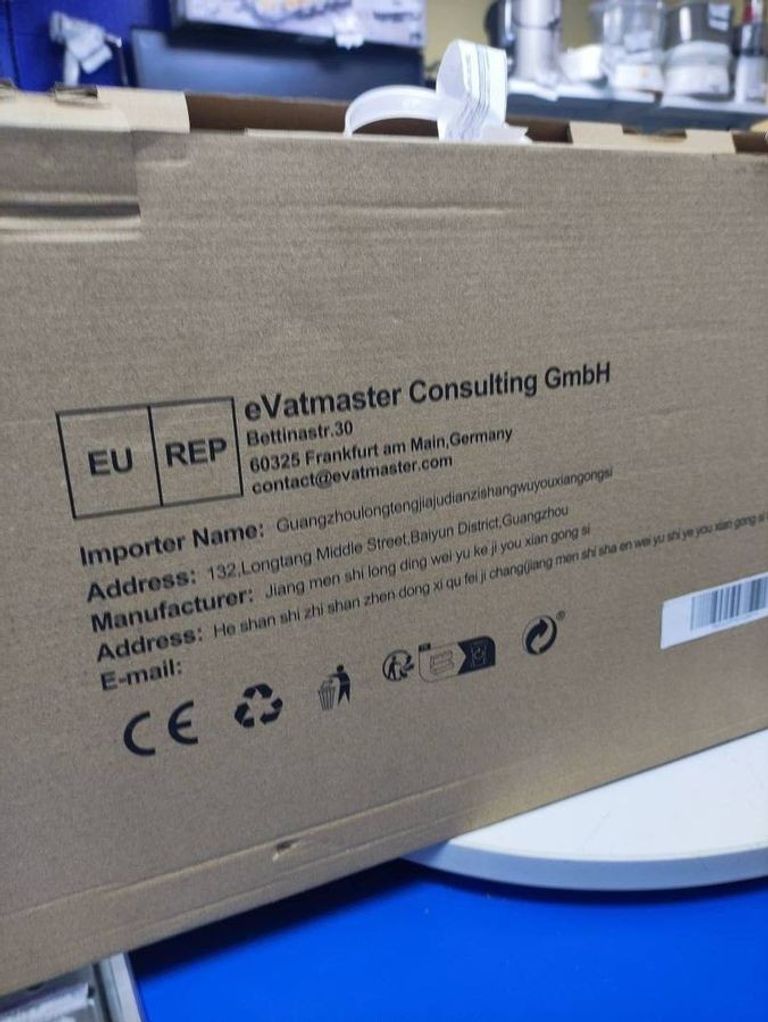 EU REP
eVatmaster Consulting GmbH
Bettinastr.30
60325 Frankfurt am Main,Germany
contact@evatmaster.com
Importer Name: Guangzhoulongtengjiajudianzishangwuyouxiangongsi
Address: 132,Longtang Middle Street,Baiyun District,Guangzhou
Manufacturer: Jiang men shi long ding wei yu ke ji you xian gong si
Address: He shan shi zhi shan zhen dong xi qu fei ji chang(jiang men shi sha en wei yu shi ye you xian gong si
E-mail:
CE